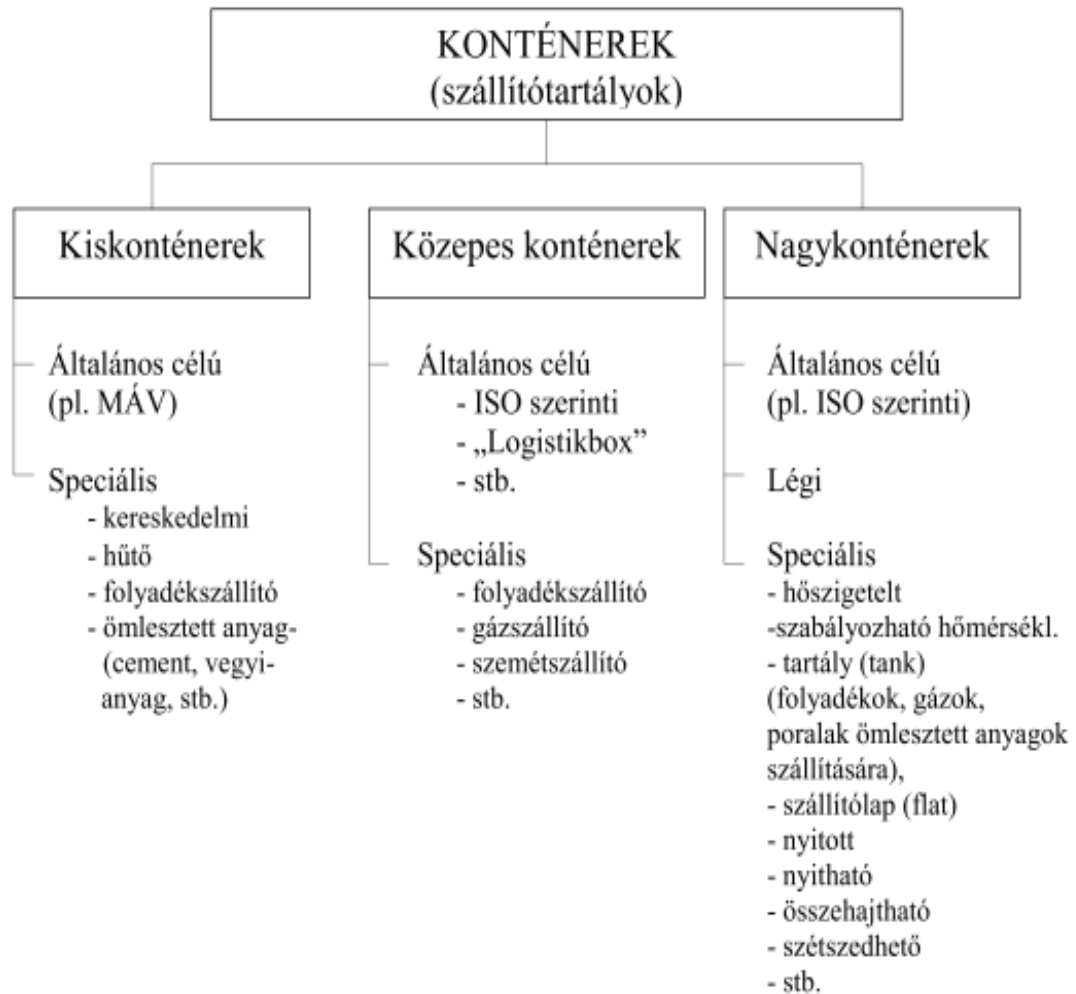 KONTÉNEREK
(szállítótartályok)
Kiskonténerek
Általános célú
(pl. MÁV)
Speciális
- kereskedelmi
- hűtő
- folyadékszállító
- ömlesztett anyag-
(cement, vegyi-
anyag, stb.)
Közepes konténerek
Általános célú
- ISO szerinti
- „Logistikbox”
- stb.
Speciális
- folyadékszállító
- gázszállító
- szemétszállító
- stb.
Nagykonténerek
Általános célú
(pl. ISO szerinti)
Légi
Speciális
- hőszigetelt
-szabályozható hőmérsékl.
- tartály (tank)
(folyadékok, gázok,
poralak ömlesztett anyagok
szállítására),
- szállítólap (flat)
- nyitott
- nyitható
- összehajtható
- szétszedhető
- stb.